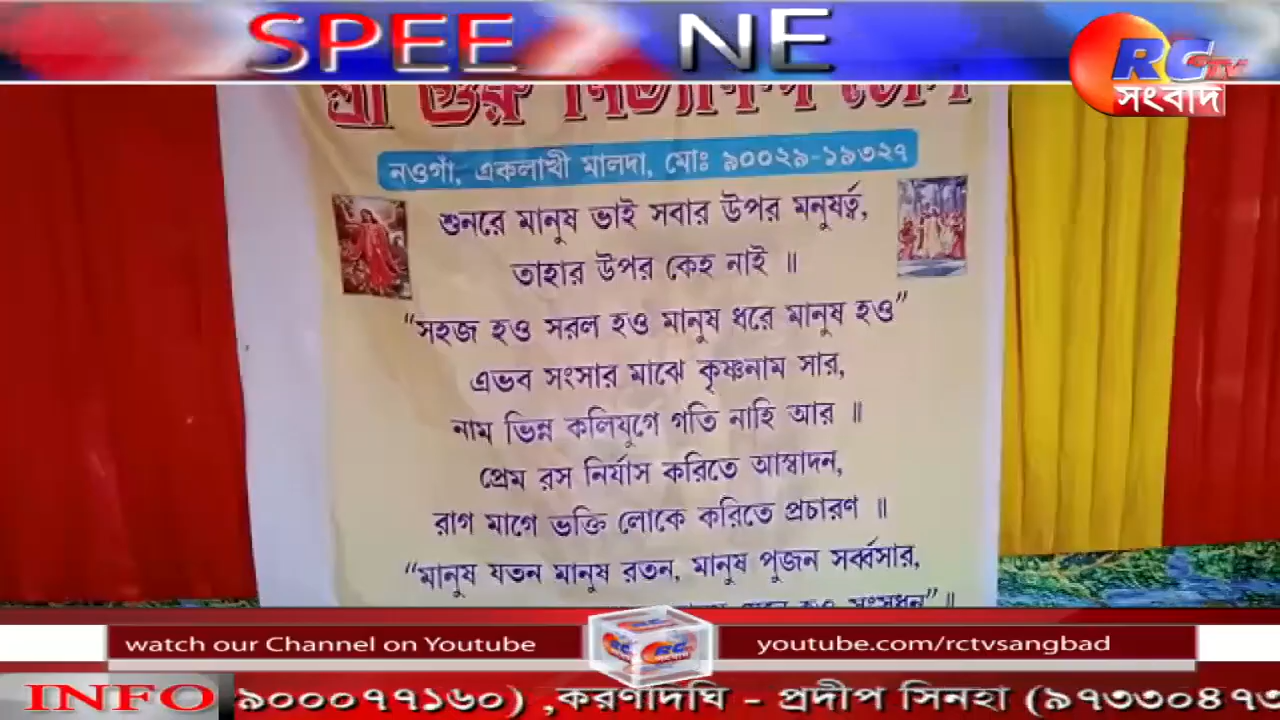 SPEE NE
RC TV
সংবাদ
শ্রী গুরু
নওগাঁ, একলাখী মালদা, মোঃ ৯০০২৯-১৯৩২৭
শুনরে মানুষ ভাই সবার উপর মনুষর্ত্ব,
তাহার উপর কেহ নাই ॥
“সহজ হও সরল হও মানুষ ধরে মানুষ হও”
এভব সংসার মাঝে কৃষ্ণনাম সার,
নাম ভিন্ন কলিযুগে গতি নাহি আর ॥
প্রেম রস নির্যাস করিতে আস্বাদন,
রাগ মাগে ভক্তি লোকে করিতে প্রচারণ ॥
“মানুষ যতন মানুষ রতন, মানুষ পুজন সর্ব্বসার,
watch our Channel on Youtube
youtube.com/rctvsangbad
INFO ৯০০০৭৭১৬০) ,করণদিঘি - প্রদীপ সিনহা (৯৭৩৩০৪৭৩